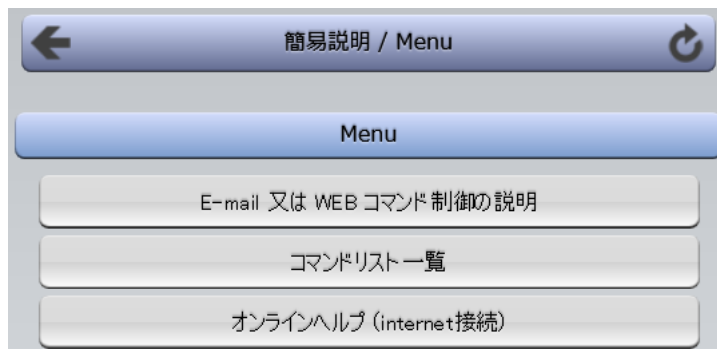 簡易説明 / Menu
Menu
E-mail 又は WEB コマンド制御の説明
コマンドリスト一覧
オンラインヘルプ (internet接続)